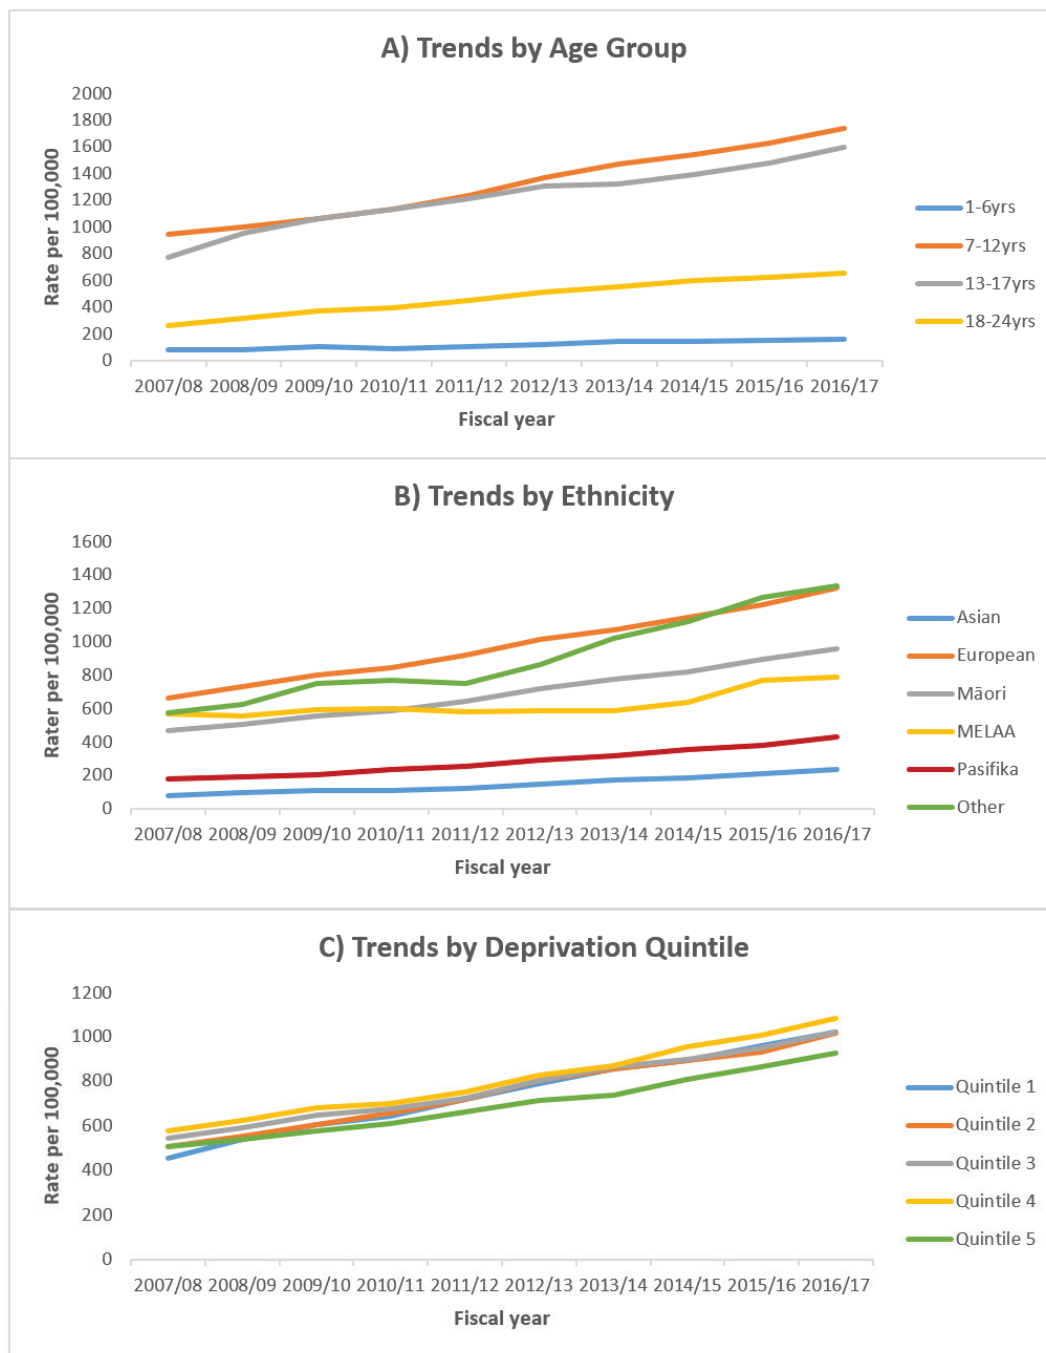 A) Trends by Age Group
2000
1800
1600
1400
1200
1000
800
600
400
200
0
Rate per 100,000
2007/08 2008/09 2009/10 2010/11 2011/12 2012/13 2013/14 2014/15 2015/16 2016/17
Fiscal year
1-6yrs
7-12yrs
13-17yrs
18-24yrs
B) Trends by Ethnicity
1600
1400
1200
1000
800
600
400
200
0
Rater per 100,000
2007/08 2008/09 2009/10 2010/11 2011/12 2012/13 2013/14 2014/15 2015/16 2016/17
Fiscal year
Asian
European
Māori
MELAA
Pasifika
Other
C) Trends by Deprivation Quintile
1200
1000
800
600
400
200
0
Rate per 100,000
2007/08 2008/09 2009/10 2010/11 2011/12 2012/13 2013/14 2014/15 2015/16 2016/17
Fiscal year
Quintile 1
Quintile 2
Quintile 3
Quintile 4
Quintile 5